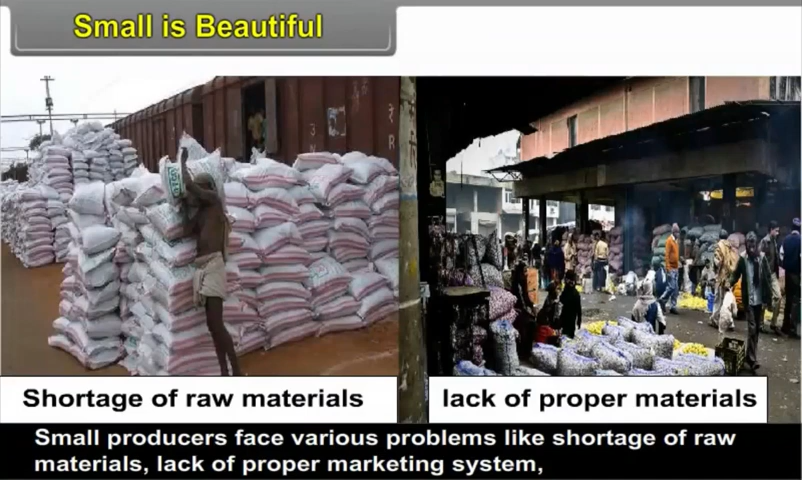 Small is Beautiful
Shortage of raw materials
lack of proper materials
Small producers face various problems like shortage of raw
materials, lack of proper marketing system,